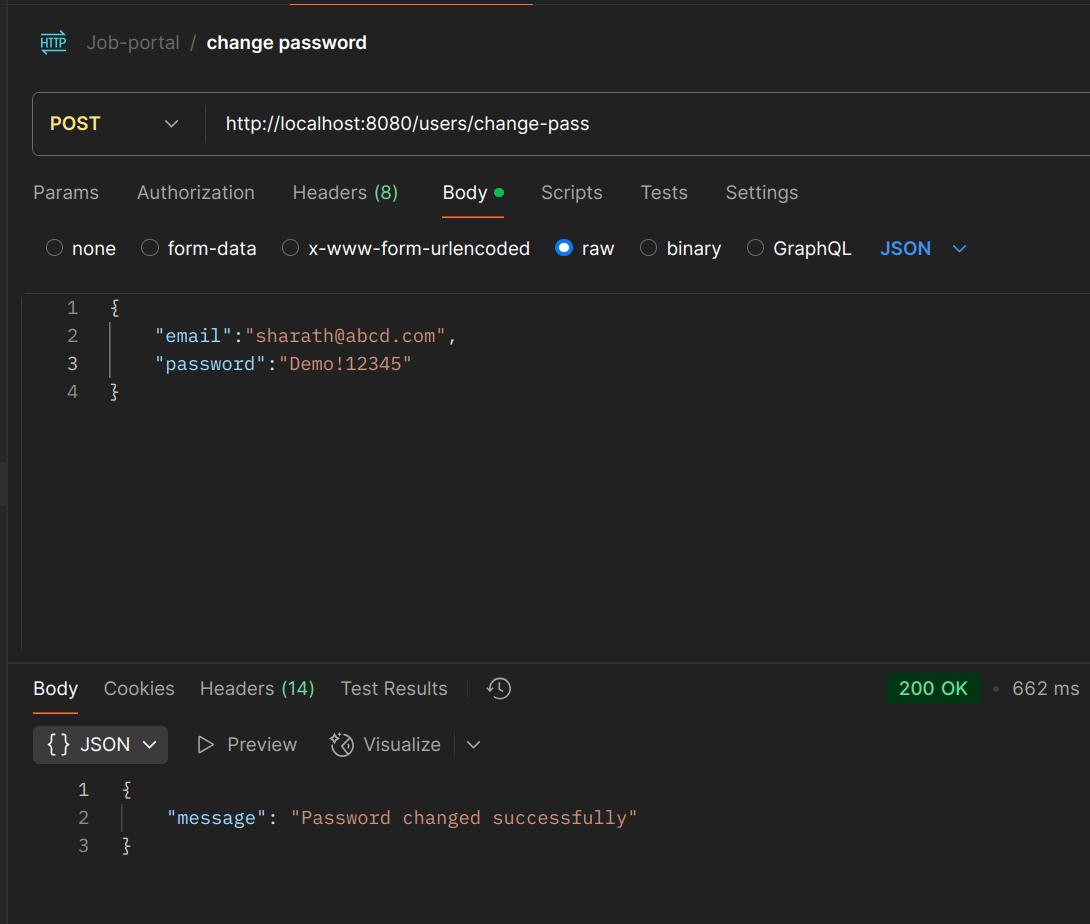 HTTP Job-portal / change password
POST http://localhost:8080/users/change-pass
Params Authorization Headers (8) Body Scripts Tests Settings
none form-data x-www-form-urlencoded raw binary GraphQL JSON
1 {
2 "email":"sharath@abcd.com",
3 "password":"Demo!12345"
4 }
Body Cookies Headers (14) Test Results 200 OK • 662 ms
{} JSON Preview Visualize
1 {
2 "message": "Password changed successfully"
3 }